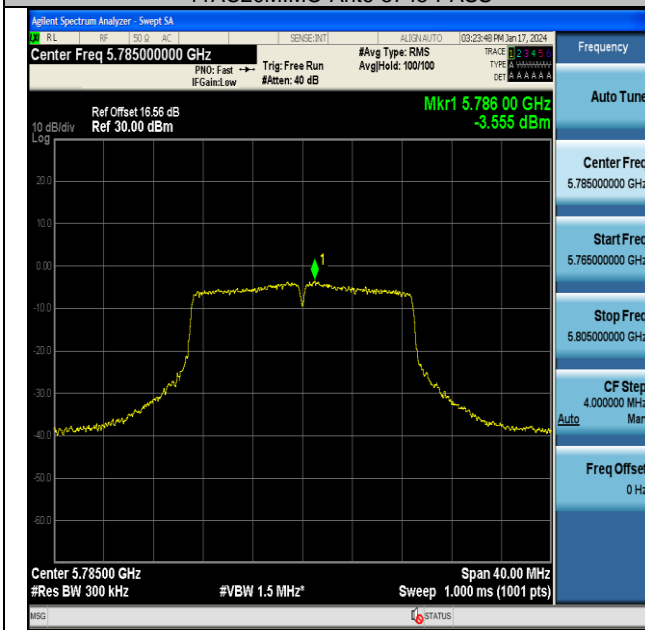 Agilent Spectrum Analyzer - Swept SA
RL RF 50 Ω AC SENSE:INT ALIGN AUTO 03:23:48 PM Jan 17, 2024
Center Freq 5.785000000 GHz
PNO: Fast
IFGain:Low
Trig: Free Run
#Atten: 40 dB
#Avg Type: RMS
Avg|Hold: 100/100
TRACE 1 2 3 4 5 6
TYPE A
DET A A A A A A
Frequency
Auto Tune
Center Freq
5.785000000 GHz
Start Freq
5.765000000 GHz
Stop Freq
5.805000000 GHz
CF Step
4.000000 MHz
Auto Man
Freq Offset
0 Hz
Mkr1 5.786 00 GHz
-3.555 dBm
Ref Offset 16.56 dB
10 dB/div Ref 30.00 dBm
Log
1
20.0
10.0
0.00
-10.0
-20.0
-30.0
-40.0
-50.0
-60.0
Center 5.78500 GHz Span 40.00 MHz
#Res BW 300 kHz #VBW 1.5 MHz* Sweep 1.000 ms (1001 pts)
MSG STATUS